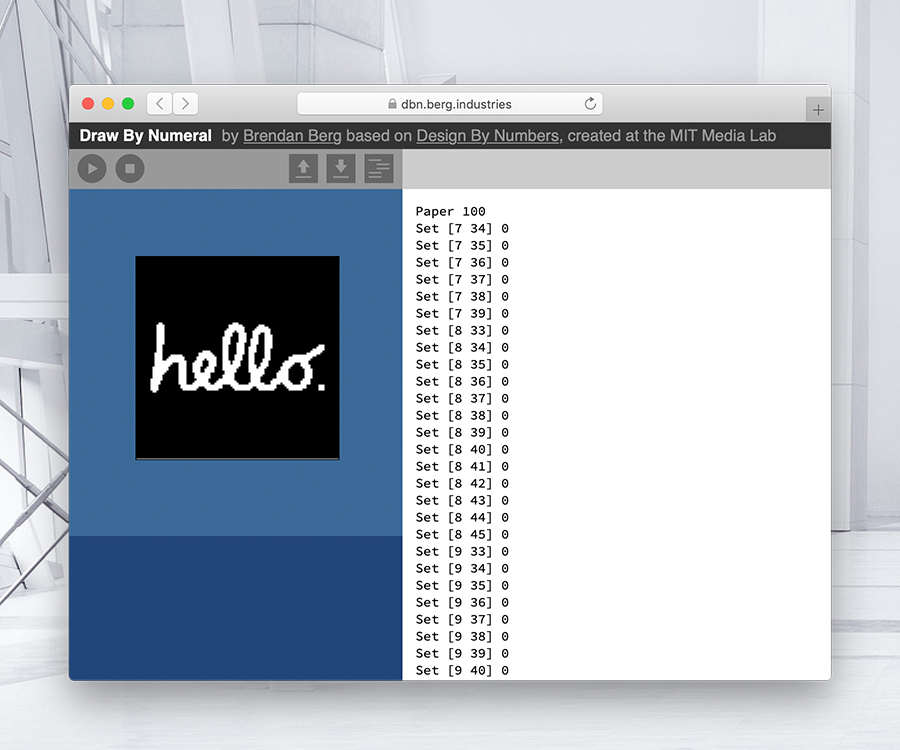 dbn.berg.industries
Draw By Numeral by Brendan Berg based on Design By Numbers, created at the MIT Media Lab
hello.
Paper 100
Set [7 34] 0
Set [7 35] 0
Set [7 36] 0
Set [7 37] 0
Set [7 38] 0
Set [7 39] 0
Set [8 33] 0
Set [8 34] 0
Set [8 35] 0
Set [8 36] 0
Set [8 37] 0
Set [8 38] 0
Set [8 39] 0
Set [8 40] 0
Set [8 41] 0
Set [8 42] 0
Set [8 43] 0
Set [8 44] 0
Set [8 45] 0
Set [9 33] 0
Set [9 34] 0
Set [9 35] 0
Set [9 36] 0
Set [9 37] 0
Set [9 38] 0
Set [9 39] 0
Set [9 40] 0